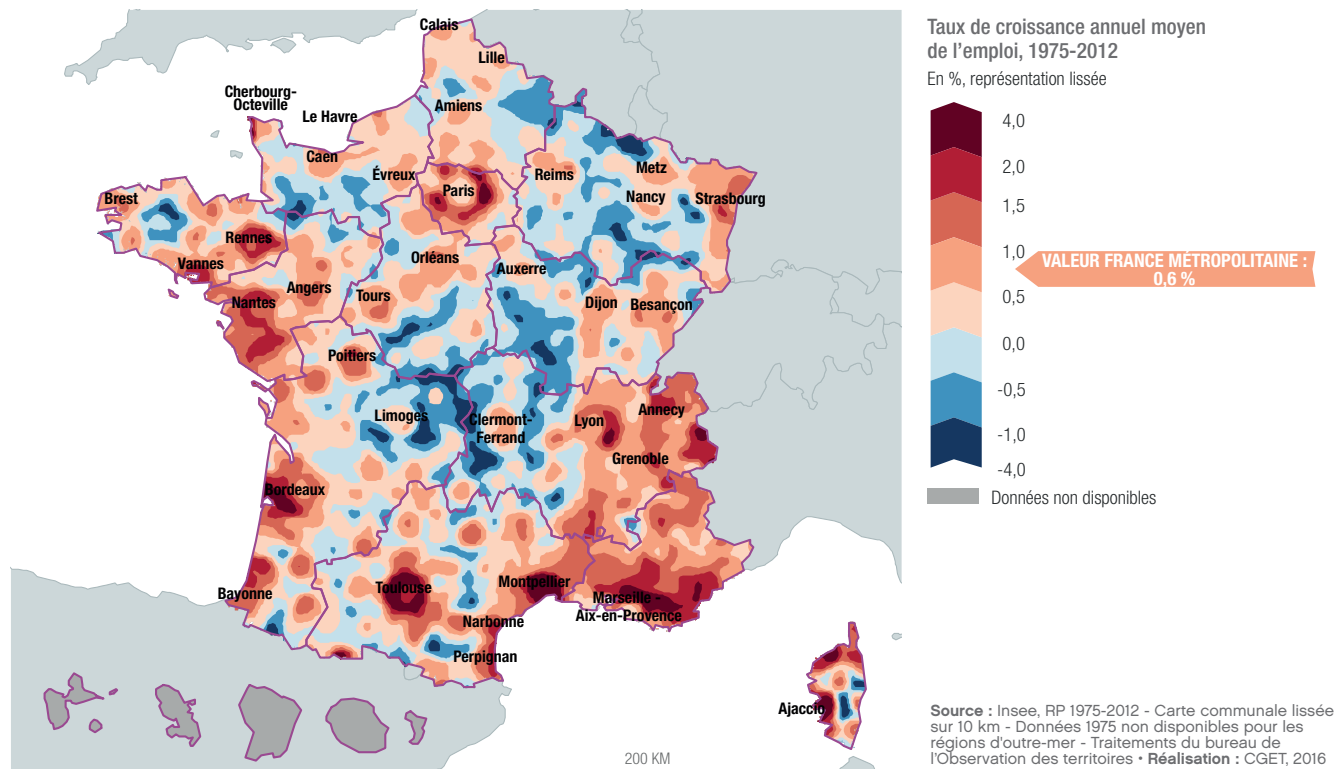 Calais
Lille
Cherbourg-
Octeville
Le Havre
Amiens
Caen
Évreux
Reims
Metz
Paris
Nancy
Strasbourg
Brest
Rennes
Vannes
Orléans
Auxerre
Angers
Tours
Nantes
Dijon
Besançon
Poitiers
Limoges
Clermont-
Ferrand
Lyon
Annecy
Grenoble
Bordeaux
Toulouse
Montpellier
Bayonne
Marseille -
Aix-en-Provence
Narbonne
Perpignan
Ajaccio
200 KM
Taux de croissance annuel moyen
de l'emploi, 1975-2012
En %, représentation lissée
4,0
2,0
1,5
1,0
VALEUR FRANCE MÉTROPOLITAINE :
0,6 %
0,5
0,0
-0,5
-1,0
-4,0
Données non disponibles
Source : Insee, RP 1975-2012 - Carte communale lissée
sur 10 km - Données 1975 non disponibles pour les
régions d'outre-mer - Traitements du bureau de
l'Observation des territoires • Réalisation : CGET, 2016